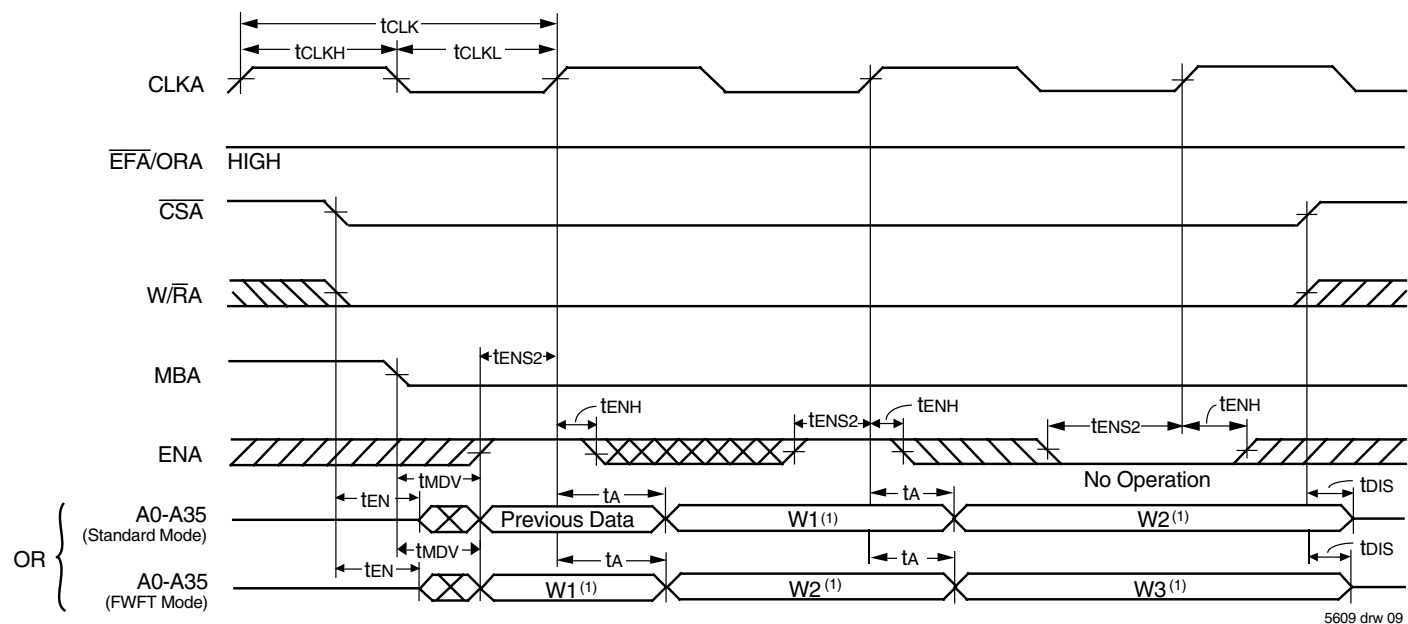 tCLK
tCLKH
tCLKL
CLKA
EFA/ORA HIGH
CSA
W/RA
tENS2
MBA
tENH
tENS2
tENH
tENS2
tENH
ENA
No Operation
tMDV
tEN
tA
tA
tDIS
A0-A35
(Standard Mode)
Previous Data
W1(1)
W2(1)
OR
tMDV
tEN
tA
tA
tDIS
A0-A35
(FWFT Mode)
W1(1)
W2(1)
W3(1)
5609 drw 09